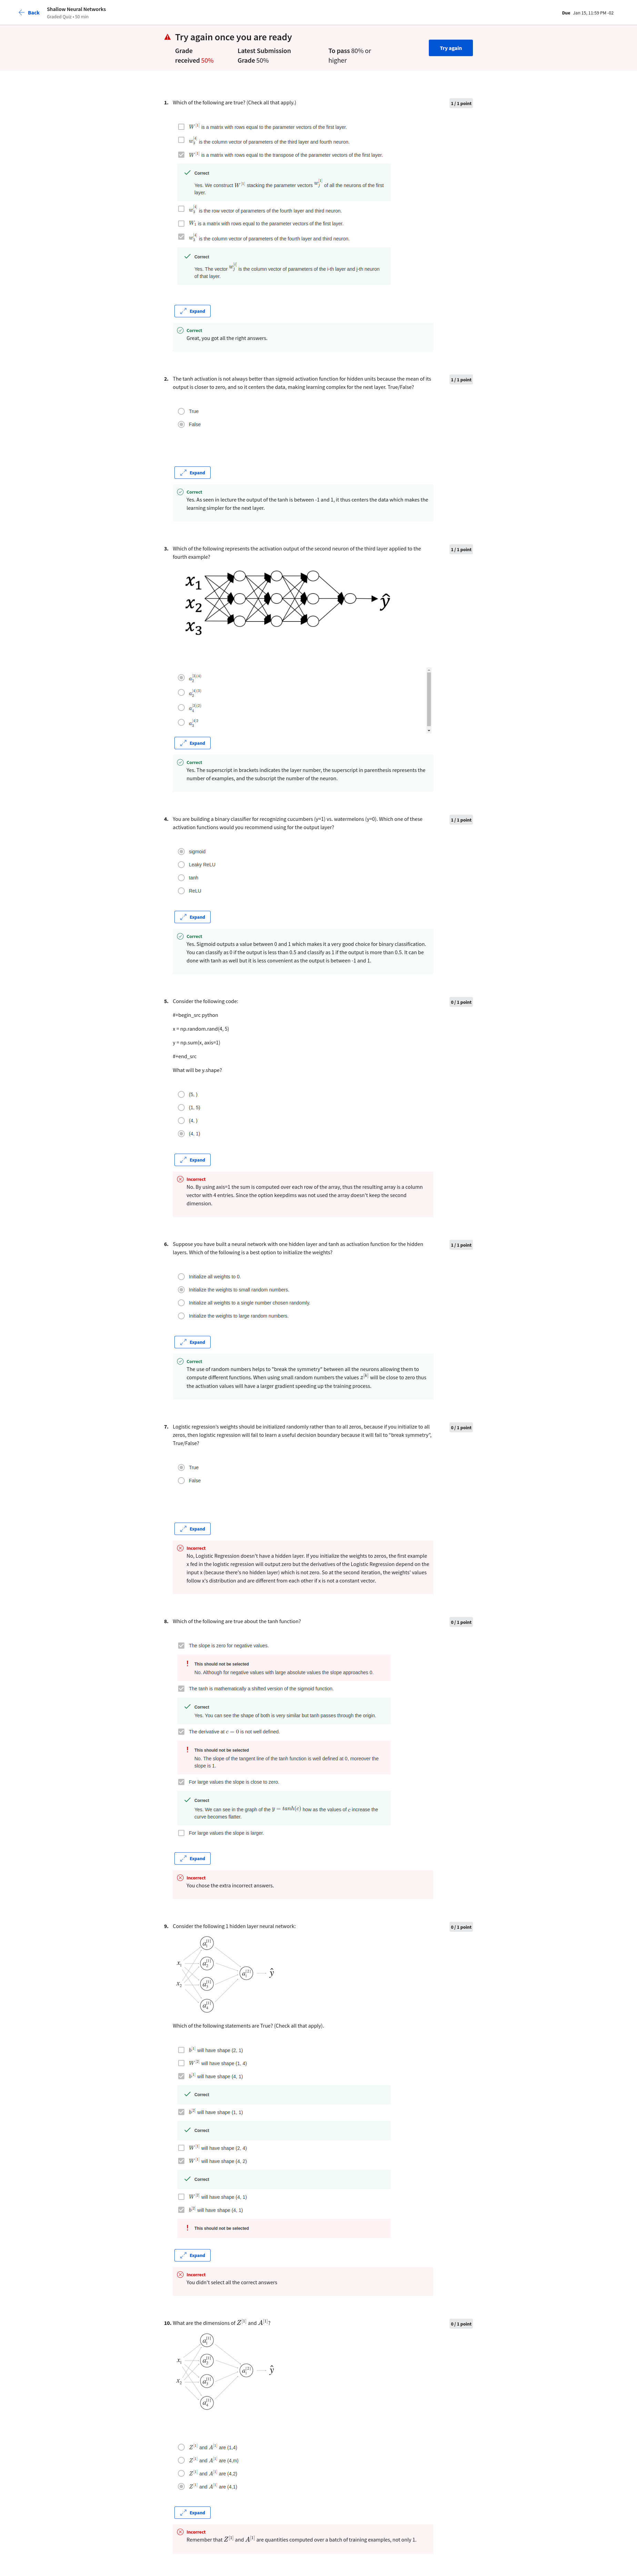 Back
Shallow Neural Networks
Graded Quiz • 50 min
Due Jan 15, 11:59 PM -02
Try again once you are ready
Grade
received 50%
Latest Submission
Grade 50%
To pass 80% or
higher
Try again
1. Which of the following are true? (Check all that apply.)
1 / 1 point
W^[1] is a matrix with rows equal to the parameter vectors of the first layer.
is the column vector of parameters of the third layer and fourth neuron.
W^[1] is a matrix with rows equal to the transpose of the parameter vectors of the first layer.
Correct
Yes. We construct W^[1] stacking the parameter vectors of all the neurons of the first
layer.
is the row vector of parameters of the fourth layer and third neuron.
W_1 is a matrix with rows equal to the parameter vectors of the first layer.
is the column vector of parameters of the fourth layer and third neuron.
Correct
Yes. The vector is the column vector of parameters of the i-th layer and j-th neuron
of that layer.
Expand
Correct
Great, you got all the right answers.
2. The tanh activation is not always better than sigmoid activation function for hidden units because the mean of its
output is closer to zero, and so it centers the data, making learning complex for the next layer. True/False?
1 / 1 point
True
False
Expand
Correct
Yes. As seen in lecture the output of the tanh is between -1 and 1, it thus centers the data which makes the
learning simpler for the next layer.
3. Which of the following represents the activation output of the second neuron of the third layer applied to the
fourth example?
1 / 1 point
x_1
x_2
x_3
ŷ
Expand
Correct
Yes. The superscript in brackets indicates the layer number, the superscript in parenthesis represents the
number of examples, and the subscript the number of the neuron.
4. You are building a binary classifier for recognizing cucumbers (y=1) vs. watermelons (y=0). Which one of these
activation functions would you recommend using for the output layer?
1 / 1 point
sigmoid
Leaky ReLU
tanh
ReLU
Expand
Correct
Yes. Sigmoid outputs a value between 0 and 1 which makes it a very good choice for binary classification.
You can classify as 0 if the output is less than 0.5 and classify as 1 if the output is more than 0.5. It can be
done with tanh as well but it is less convenient as the output is between -1 and 1.
5. Consider the following code:
0 / 1 point
#+begin_src python
x = np.random.rand(4, 5)
y = np.sum(x, axis=1)
#+end_src
What will be y.shape?
(5, )
(1, 5)
(4, )
(4, 1)
Expand
Incorrect
No. By using axis=1 the sum is computed over each row of the array, thus the resulting array is a column
vector with 4 entries. Since the option keepdims was not used the array doesn't keep the second
dimension.
6. Suppose you have built a neural network with one hidden layer and tanh as activation function for the hidden
layers. Which of the following is a best option to initialize the weights?
1 / 1 point
Initialize all weights to 0.
Initialize the weights to small random numbers.
Initialize all weights to a single number chosen randomly.
Initialize the weights to large random numbers.
Expand
Correct
The use of random numbers helps to "break the symmetry" between all the neurons allowing them to
compute different functions. When using small random numbers the values z^[k] will be close to zero thus
the activation values will have a larger gradient speeding up the training process.
7. Logistic regression's weights should be initialized randomly rather than to all zeros, because if you initialize to all
zeros, then logistic regression will fail to learn a useful decision boundary because it will fail to "break symmetry",
True/False?
0 / 1 point
True
False
Expand
Incorrect
No, Logistic Regression doesn't have a hidden layer. If you initialize the weights to zeros, the first example
x fed in the logistic regression will output zero but the derivatives of the Logistic Regression depend on the
input x (because there's no hidden layer) which is not zero. So at the second iteration, the weights' values
follow x's distribution and are different from each other if x is not a constant vector.
8. Which of the following are true about the tanh function?
0 / 1 point
The slope is zero for negative values.
This should not be selected
No. Although for negative values with large absolute values the slope approaches 0.
The tanh is mathematically a shifted version of the sigmoid function.
Correct
Yes. You can see the shape of both is very similar but tanh passes through the origin.
The derivative at c = 0 is not well defined.
This should not be selected
No. The slope of the tangent line of the tanh function is well defined at 0, moreover the
slope is 1.
For large values the slope is close to zero.
Correct
Yes. We can see in the graph of the y = tanh(c) how as the values of c increase the
curve becomes flatter.
For large values the slope is larger.
Expand
Incorrect
You chose the extra incorrect answers.
9. Consider the following 1 hidden layer neural network:
0 / 1 point
x_1
x_2
ŷ
Which of the following statements are True? (Check all that apply).
b^[1] will have shape (2, 1)
W^[2] will have shape (1, 4)
b^[1] will have shape (4, 1)
Correct
b^[2] will have shape (1, 1)
Correct
W^[1] will have shape (2, 4)
W^[1] will have shape (4, 2)
Correct
W^[2] will have shape (4, 1)
b^[2] will have shape (4, 1)
This should not be selected
Expand
Incorrect
You didn't select all the correct answers
10. What are the dimensions of Z^[1] and A^[1]?
0 / 1 point
x_1
x_2
ŷ
Z^[1] and A^[1] are (1,4)
Z^[1] and A^[1] are (4,m)
Z^[1] and A^[1] are (4,2)
Z^[1] and A^[1] are (4,1)
Expand
Incorrect
Remember that Z^[1] and A^[1] are quantities computed over a batch of training examples, not only 1.